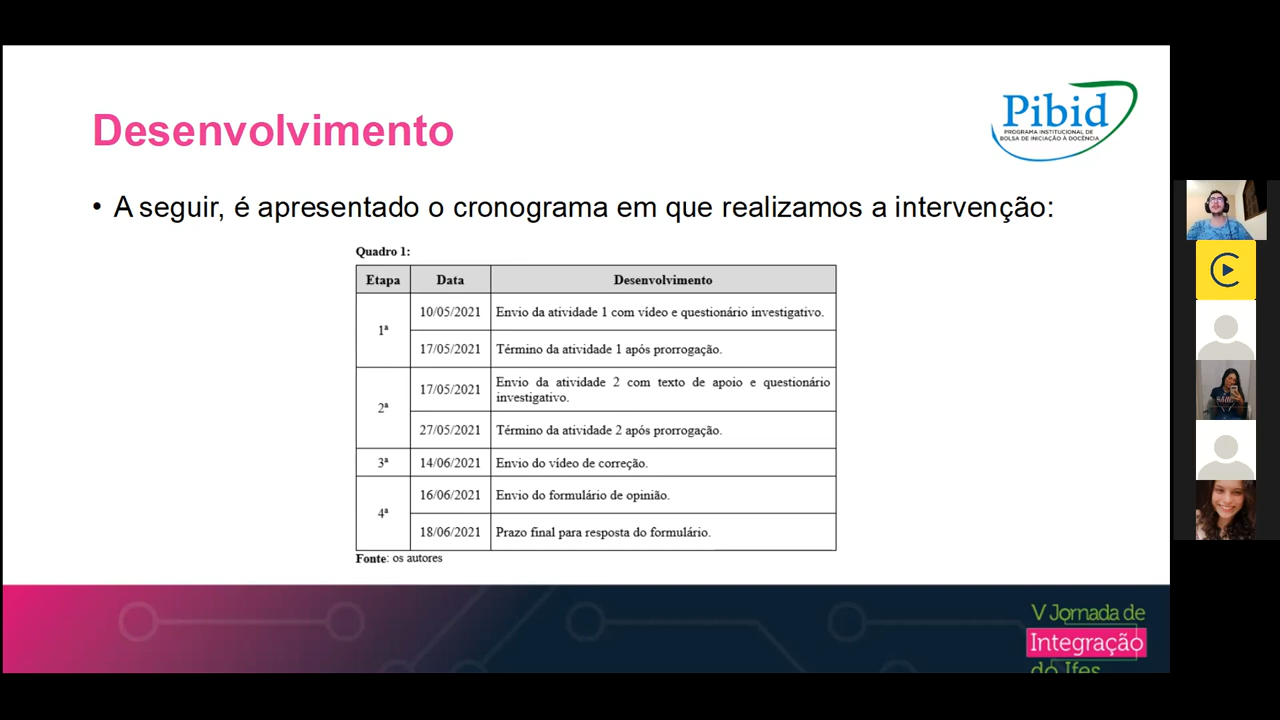 Desenvolvimento
Pibid
PROGRAMA INSTITUCIONAL DE
BOLSA DE INICIAÇÃO À DOCÊNCIA
• A seguir, é apresentado o cronograma em que realizamos a intervenção:
Quadro 1:
Etapa Data Desenvolvimento
1ª
10/05/2021 Envio da atividade 1 com vídeo e questionário investigativo.
17/05/2021 Término da atividade 1 após prorrogação.
2ª
17/05/2021 Envio da atividade 2 com texto de apoio e questionário
investigativo.
27/05/2021 Término da atividade 2 após prorrogação.
3ª 14/06/2021 Envio do vídeo de correção.
4ª
16/06/2021 Envio do formulário de opinião.
18/06/2021 Prazo final para resposta do formulário.
Fonte: os autores
V Jornada de
Integração
do Ifes